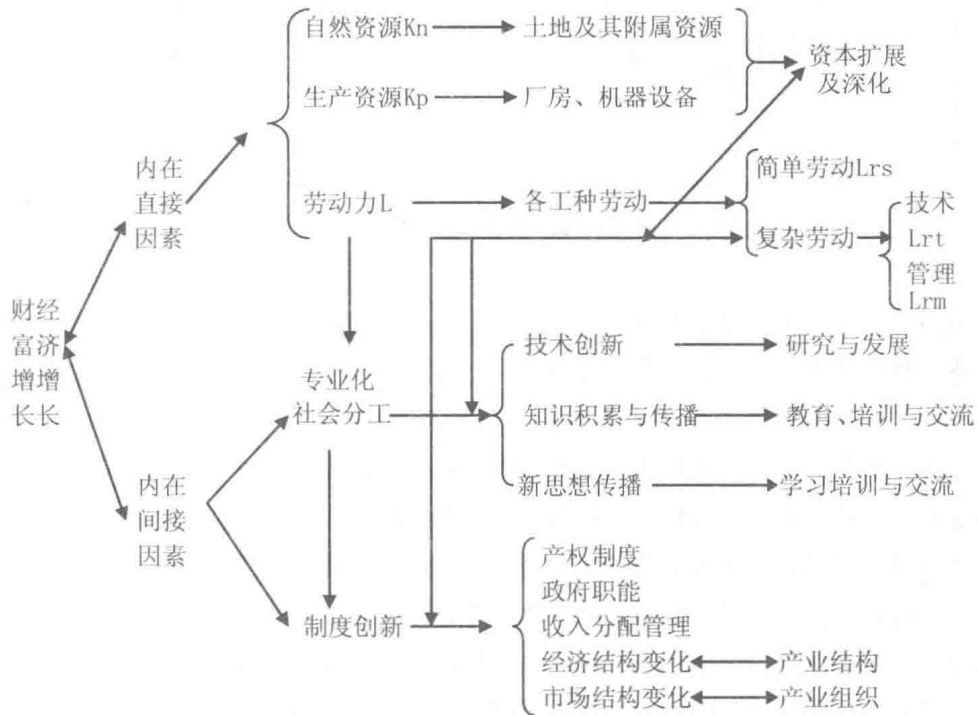 自然资源Kn
土地及其附属资源
资本扩展
及深化
生产资源Kp
厂房、机器设备
内在
直接
因素
简单劳动Lrs
劳动力L
各工种劳动
技术
复杂劳动
Lrt
管理
Lrm
财经
富济
增增
长长
技术创新
研究与发展
专业化
社会分工
知识积累与传播
教育、培训与交流
内在
间接
因素
新思想传播
学习培训与交流
产权制度
政府职能
制度创新
收入分配管理
经济结构变化
产业结构
市场结构变化
产业组织